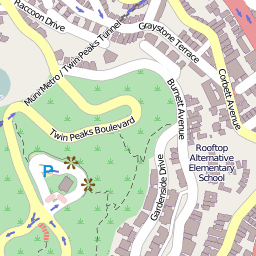 Raccoon Drive
Muni Metro / Twin Peaks Tunnel
Graystone Terrace
Corbett Avenue
Burnett Avenue
Twin Peaks Boulevard
Rooftop
Alternative
Elementary
School
Gardenside Drive
P